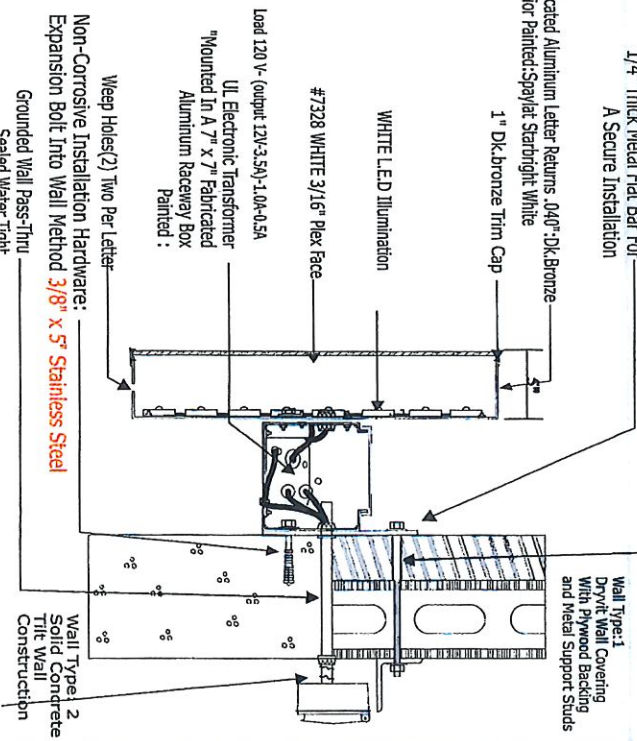 1/4" Thick Metal Flat Bar For
A Secure Installation
cated Aluminum Letter Returns .040":Dk.Bronze
ior Painted:Spaylat Starbright White
1" Dk.bronze Trim Cap
WHITE L.E.D Illumination
#7328 WHITE 3/16" Plex Face
Load 120 V- (output 12V-3.5A)-1.0A-0.5A
UL Electronic Transformer
"Mounted In A 7" x 7" Fabricated
Aluminum Raceway Box
Painted :
Weep Holes(2) Two Per Letter
Non-Corrosive Installation Hardware:
Expansion Bolt Into Wall Method 3/8" x 5" Stainless Steel
Grounded Wall Pass-Thru
Sealed Water Tight
5"
Wall Type:1
Dryvit Wall Covering
With Plywood Backing
and Metal Support Studs
Wall Type: 2
Solid Concrete
Tilt Wall
Construction